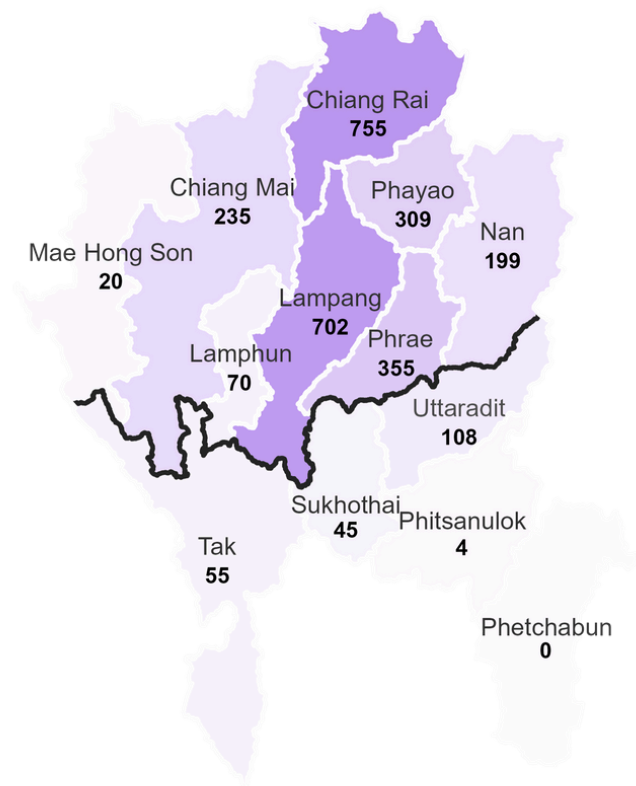 Chiang Rai
755
Chiang Mai
235
Phayao
309
Nan
199
Mae Hong Son
20
Lampang
702
Lamphun
70
Phrae
355
Uttaradit
108
Sukhothai
45
Phitsanulok
4
Tak
55
Phetchabun
0